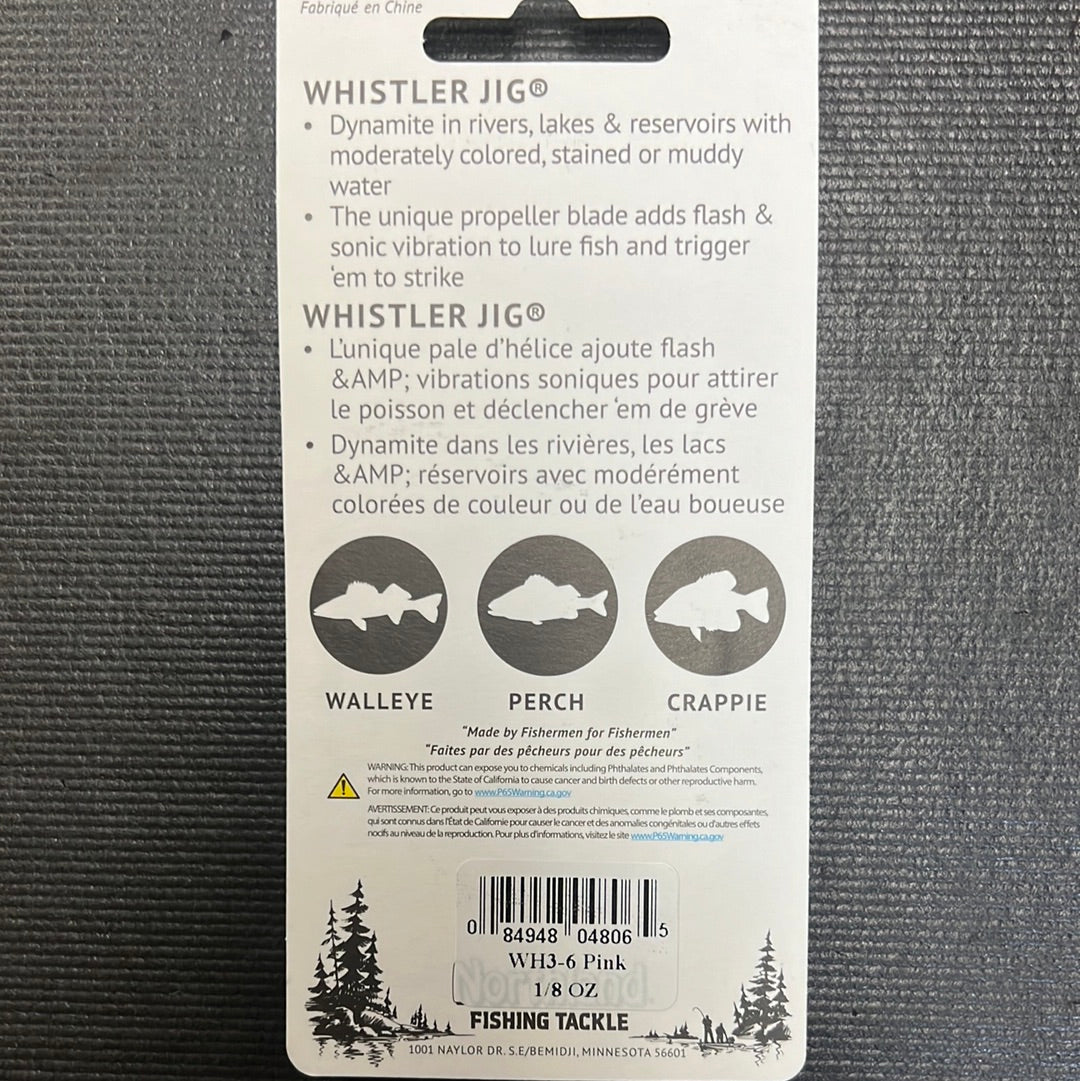 Fabriqué en Chine
WHISTLER JIG®
• Dynamite in rivers, lakes & reservoirs with
moderately colored, stained or muddy
water
• The unique propeller blade adds flash &
sonic vibration to lure fish and trigger
‘em to strike
WHISTLER JIG®
• L’unique pale d’hélice ajoute flash
&AMP; vibrations soniques pour attirer
le poisson et déclencher ‘em de grève
• Dynamite dans les rivières, les lacs
&AMP; réservoirs avec modérément
colorées de couleur ou de l’eau boueuse
WALLEYE PERCH CRAPPIE
“Made by Fishermen for Fishermen”
“Faites par des pêcheurs pour des pêcheurs”
WARNING: This product can expose you to chemicals including Phthalates and Phthalates Components,
which is known to the State of California to cause cancer and birth defects or other reproductive harm.
For more information, go to www.P65Warning.ca.gov
AVERTISSEMENT: Ce produit peut vous exposer à des produits chimiques, comme le plomb et ses composantes,
qui sont connus dans l’État de Californie pour causer le cancer et des anomalies congénitales ou d’autres effets
nocifs au niveau de la reproduction. Pour plus d’informations, visitez le site www.P65Warning.ca.gov
0 84948 04806 5
WH3-6 Pink
1/8 OZ
Northland
FISHING TACKLE
1001 NAYLOR DR. S.E/BEMIDJI, MINNESOTA 56601